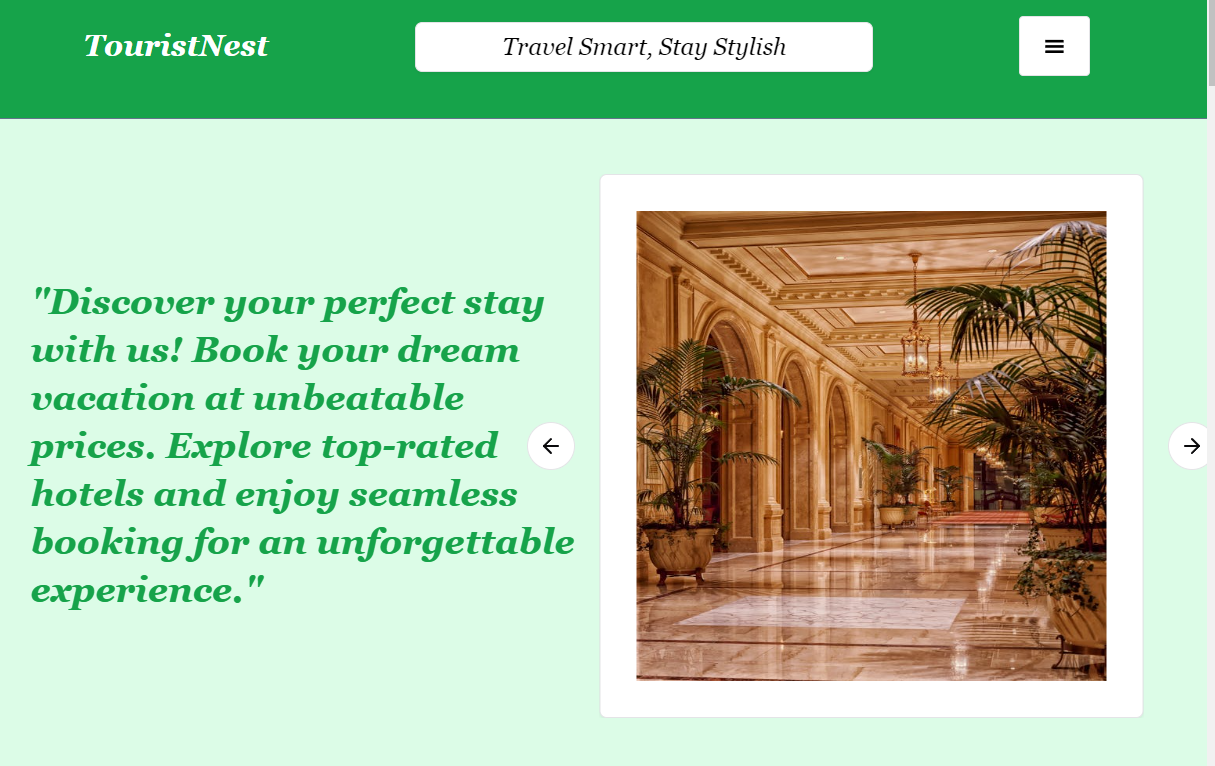 TouristNest
Travel Smart, Stay Stylish
"Discover your perfect stay
with us! Book your dream
vacation at unbeatable
prices. Explore top-rated
hotels and enjoy seamless
booking for an unforgettable
experience."